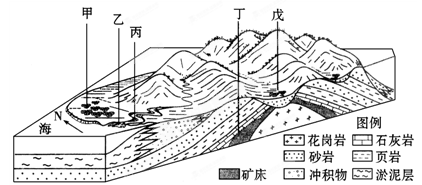 甲 乙 丙 丁 戊
N
海
图例
花岗岩 石灰岩
砂岩 页岩
矿床 冲积物 淤泥层